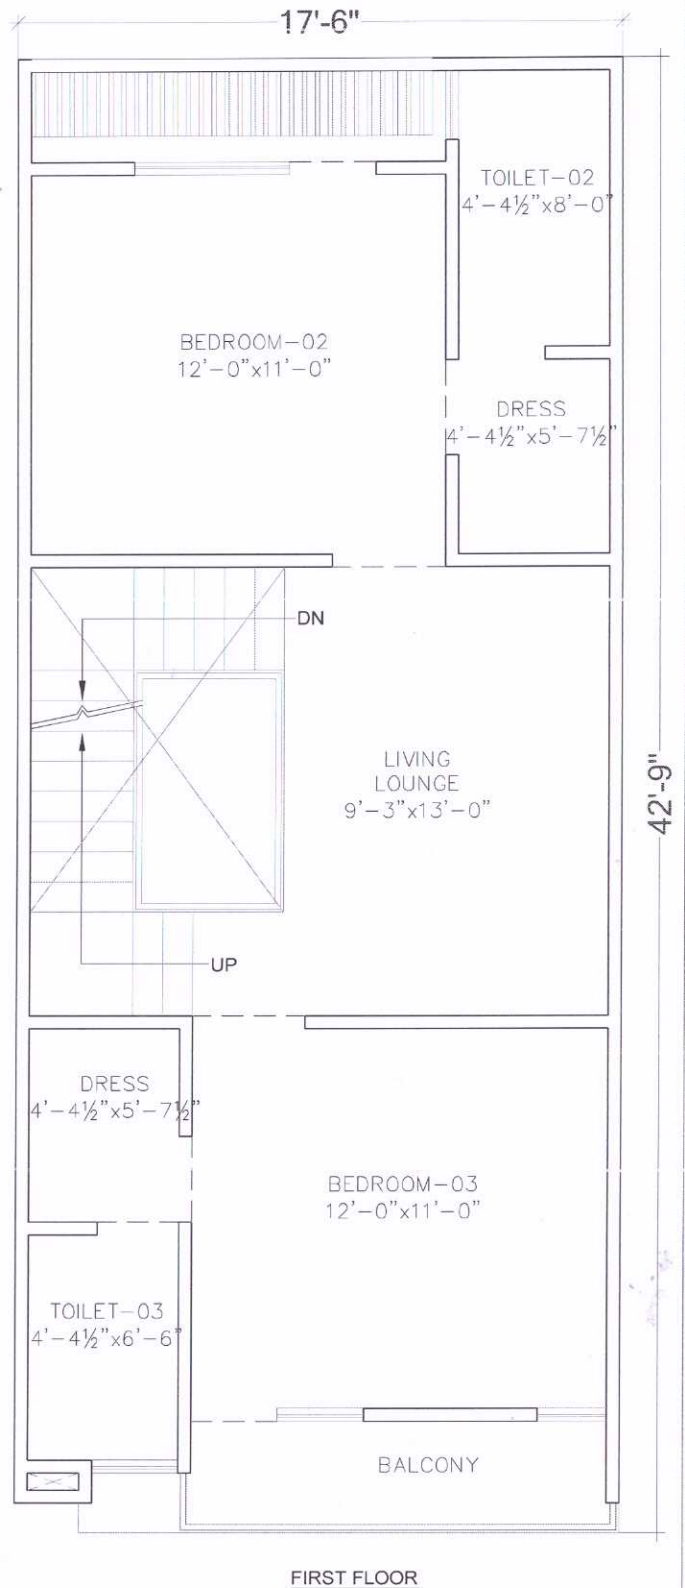 17'-6"
TOILET-02
4'-4½"x8'-0"
BEDROOM-02
12'-0"x11'-0"
DRESS
4'-4½"x5'-7½"
DN
LIVING
LOUNGE
9'-3"x13'-0"
42'-9"
UP
DRESS
4'-4½"x5'-7½"
BEDROOM-03
12'-0"x11'-0"
TOILET-03
4'-4½"x6'-6"
BALCONY
FIRST FLOOR